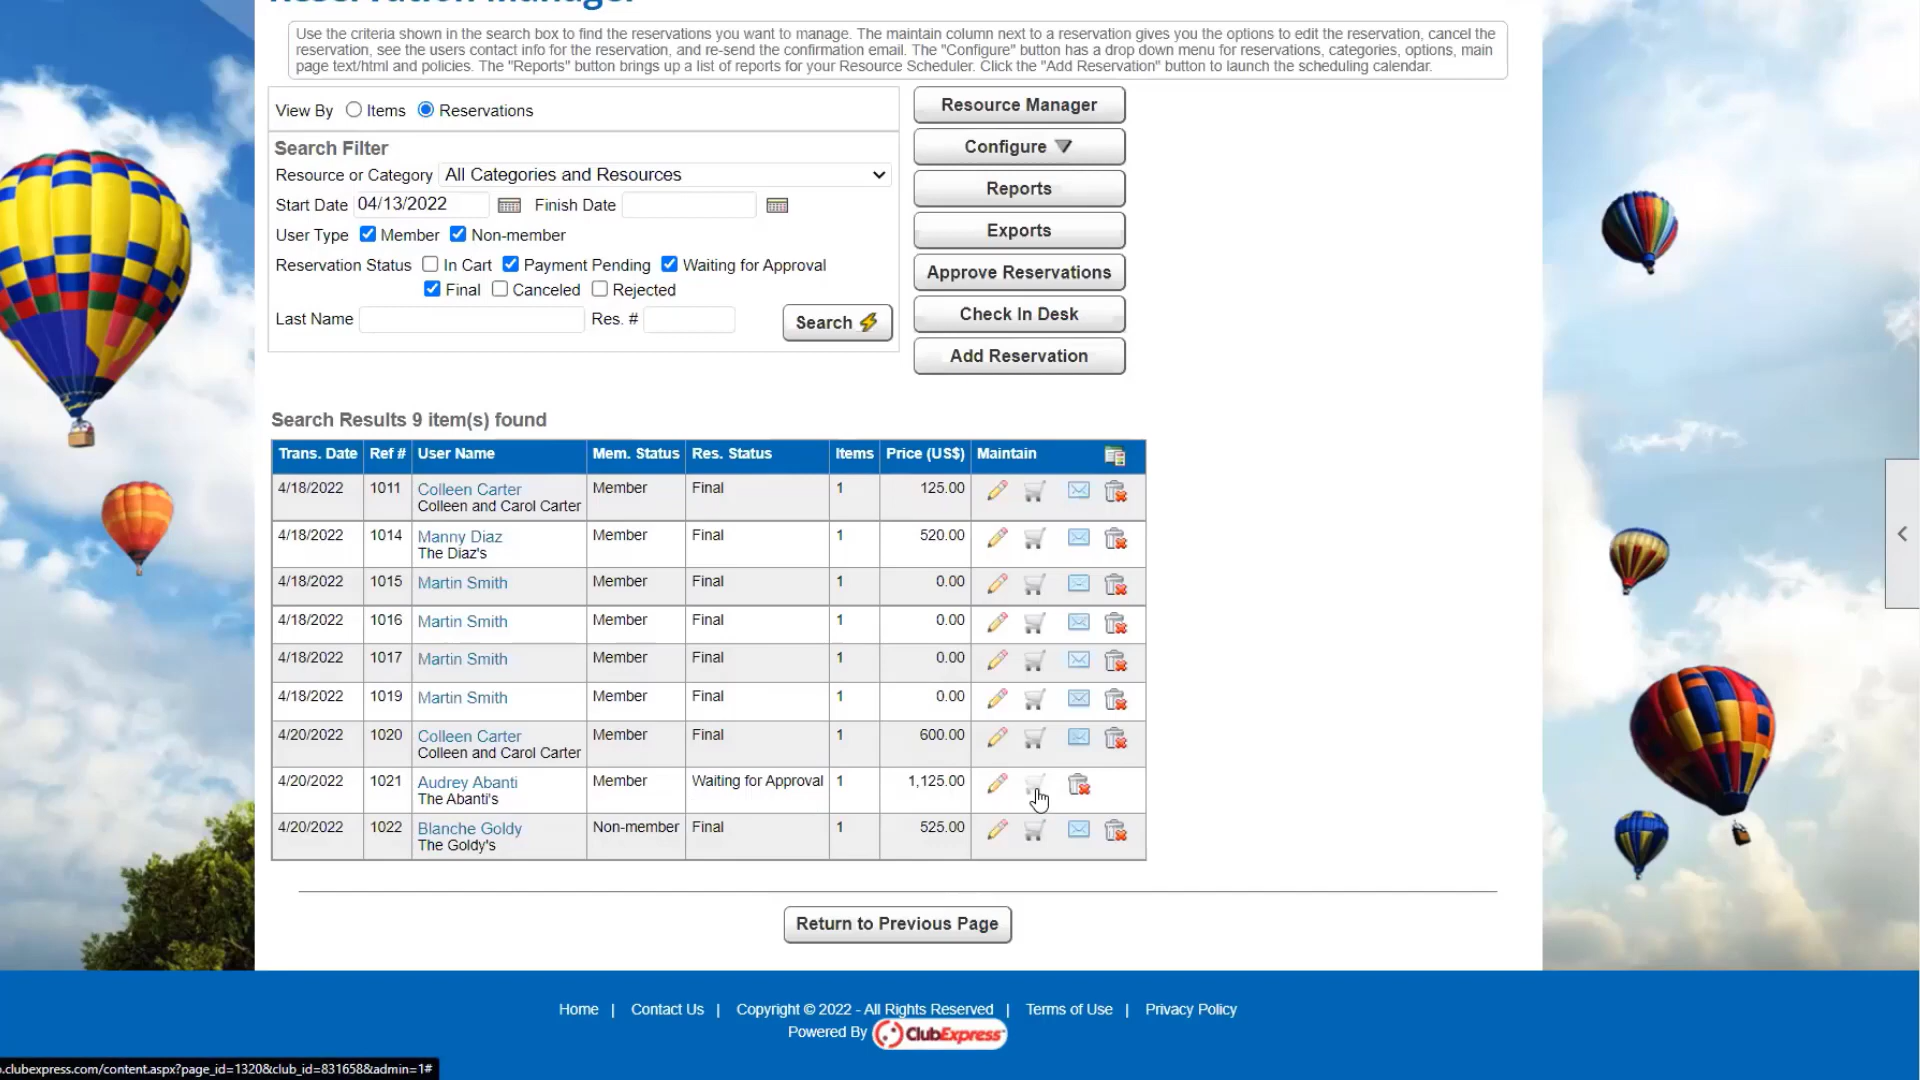 Reservation Manager
Use the criteria shown in the search box to find the reservations you want to manage. The maintain column next to a reservation gives you the options to edit the reservation, cancel the
reservation, see the users contact info for the reservation, and re-send the confirmation email. The "Configure" button has a drop down menu for reservations, categories, options, main
page text/html and policies. The "Reports" button brings up a list of reports for your Resource Scheduler. Click the "Add Reservation" button to launch the scheduling calendar.
View By Items Reservations
Search Filter
Resource or Category All Categories and Resources
Start Date 04/13/2022 Finish Date
User Type Member Non-member
Reservation Status In Cart Payment Pending Waiting for Approval
Final Canceled Rejected
Last Name Res. # Search
Resource Manager
Configure
Reports
Exports
Approve Reservations
Check In Desk
Add Reservation
Search Results 9 item(s) found
Trans. Date Ref # User Name Mem. Status Res. Status Items Price (US$) Maintain
4/18/2022 1011 Colleen Carter Member Final 1 125.00
Colleen and Carol Carter
4/18/2022 1014 Manny Diaz Member Final 1 520.00
The Diaz's
4/18/2022 1015 Martin Smith Member Final 1 0.00
4/18/2022 1016 Martin Smith Member Final 1 0.00
4/18/2022 1017 Martin Smith Member Final 1 0.00
4/18/2022 1019 Martin Smith Member Final 1 0.00
4/20/2022 1020 Colleen Carter Member Final 1 600.00
Colleen and Carol Carter
4/20/2022 1021 Audrey Abanti Member Waiting for Approval 1 1,125.00
The Abanti's
4/20/2022 1022 Blanche Goldy Non-member Final 1 525.00
The Goldy's
Return to Previous Page
Home | Contact Us | Copyright © 2022 - All Rights Reserved | Terms of Use | Privacy Policy
Powered By ClubExpress
.clubexpress.com/content.aspx?page_id=1320&club_id=831658&admin=1#